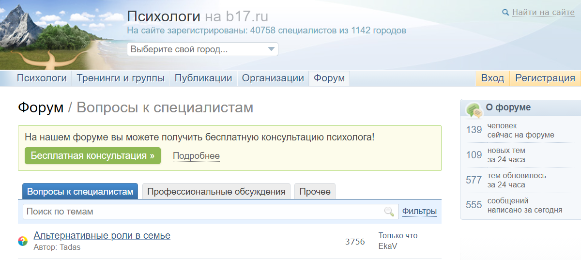 Психологи на b17.ru
На сайте зарегистрированы: 40758 специалистов из 1142 городов
Выберите свой город...
Найти на сайте
Психологи Тренинги и группы Публикации Организации Форум Вход Регистрация
Форум / Вопросы к специалистам
На нашем форуме вы можете получить бесплатную консультацию психолога!
Бесплатная консультация » Подробнее
Вопросы к специалистам Профессиональные обсуждения Прочее
Поиск по темам Фильтры
Альтернативные роли в семье
Автор: Tadas
3756
Только что
EkaV
О форуме
139 человек
сейчас на форуме
109 новых тем
за 24 часа
577 тем обновилось
за 24 часа
555 сообщений
написано за сегодня